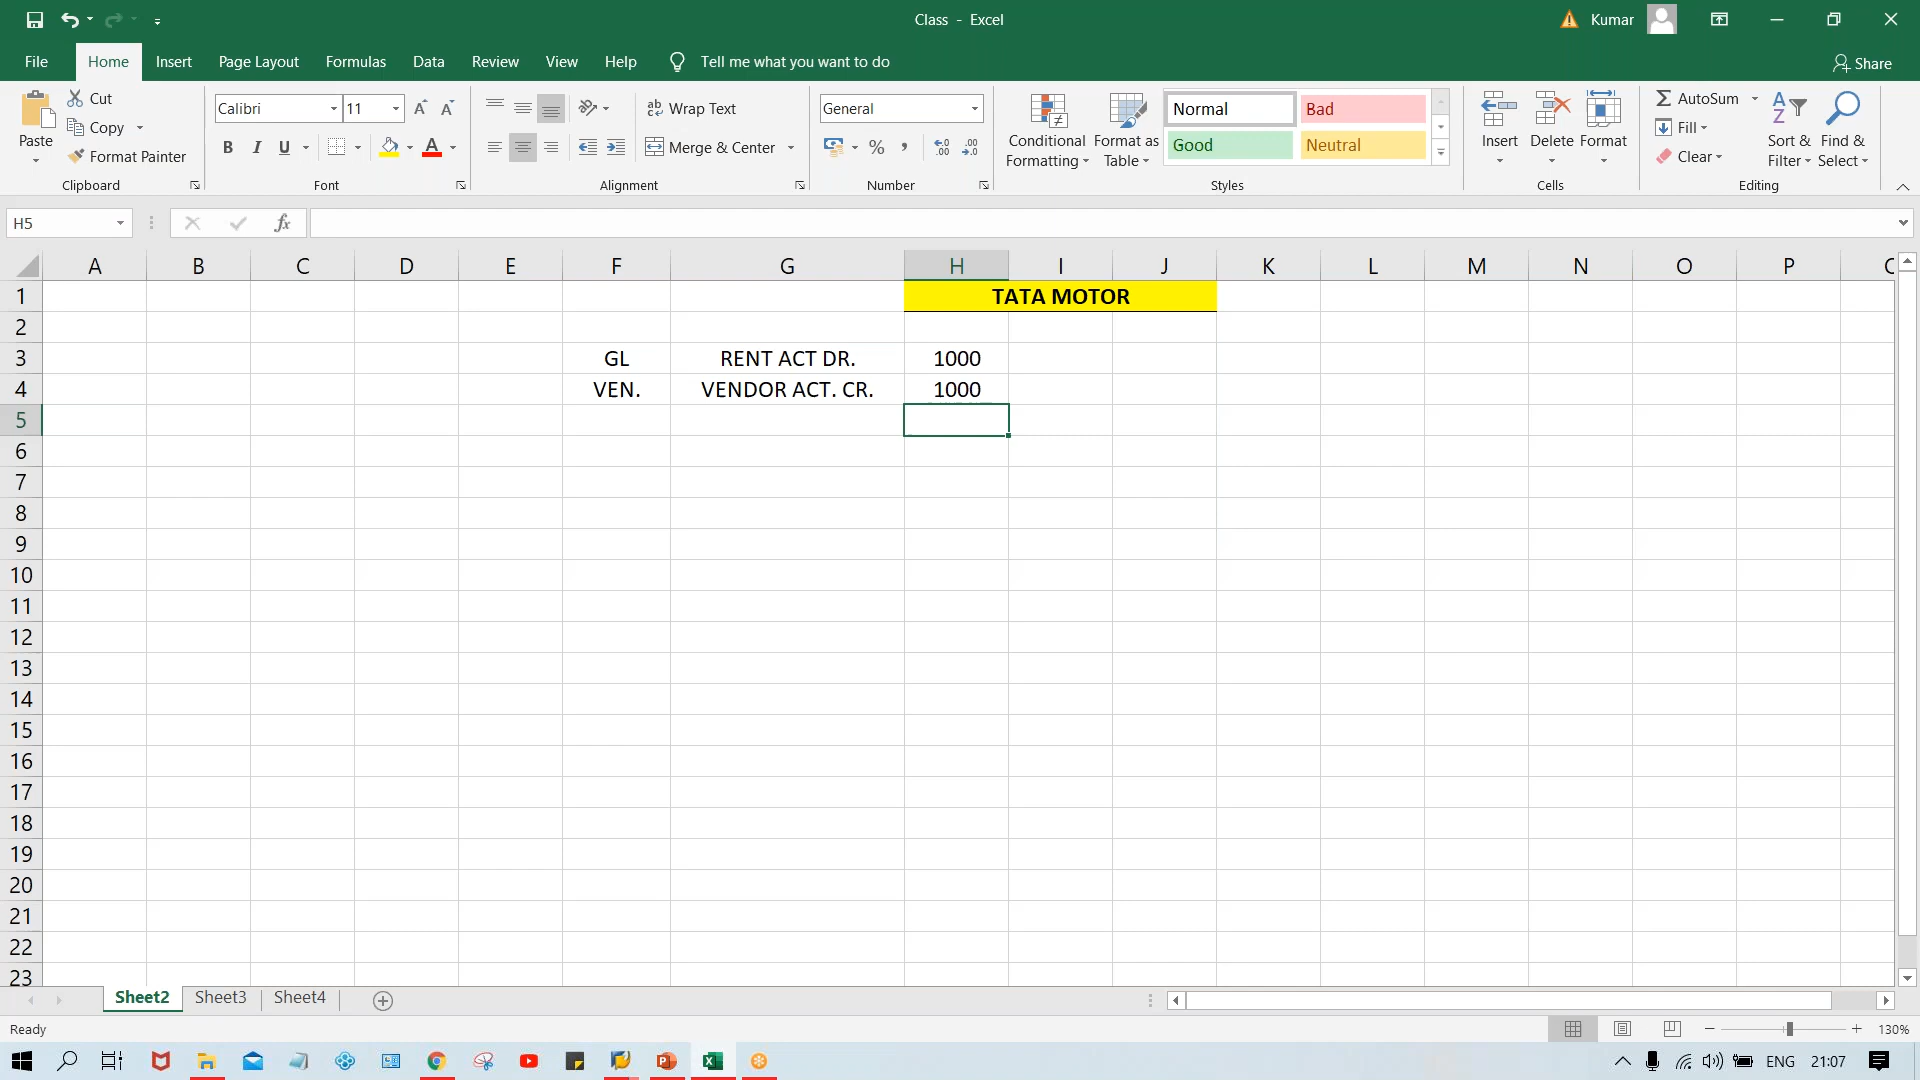 Class - Excel
Kumar
File Home Insert Page Layout Formulas Data Review View Help Tell me what you want to do
Share
Paste
Cut
Copy
Format Painter
Clipboard
Calibri 11
B I U
Font
Wrap Text
Merge & Center
Alignment
General
%
Number
Conditional Formatting
Format as Table
Normal Bad
Good Neutral
Styles
Insert Delete Format
Cells
AutoSum
Fill
Clear
Sort & Filter
Find & Select
Editing
H5
fx
A B C D E F G H I J K L M N O P
1 TATA MOTOR
2
3 GL RENT ACT DR. 1000
4 VEN. VENDOR ACT. CR. 1000
5
6
7
8
9
10
11
12
13
14
15
16
17
18
19
20
21
22
23
Sheet2 Sheet3 Sheet4
Ready
130%
ENG 21:07